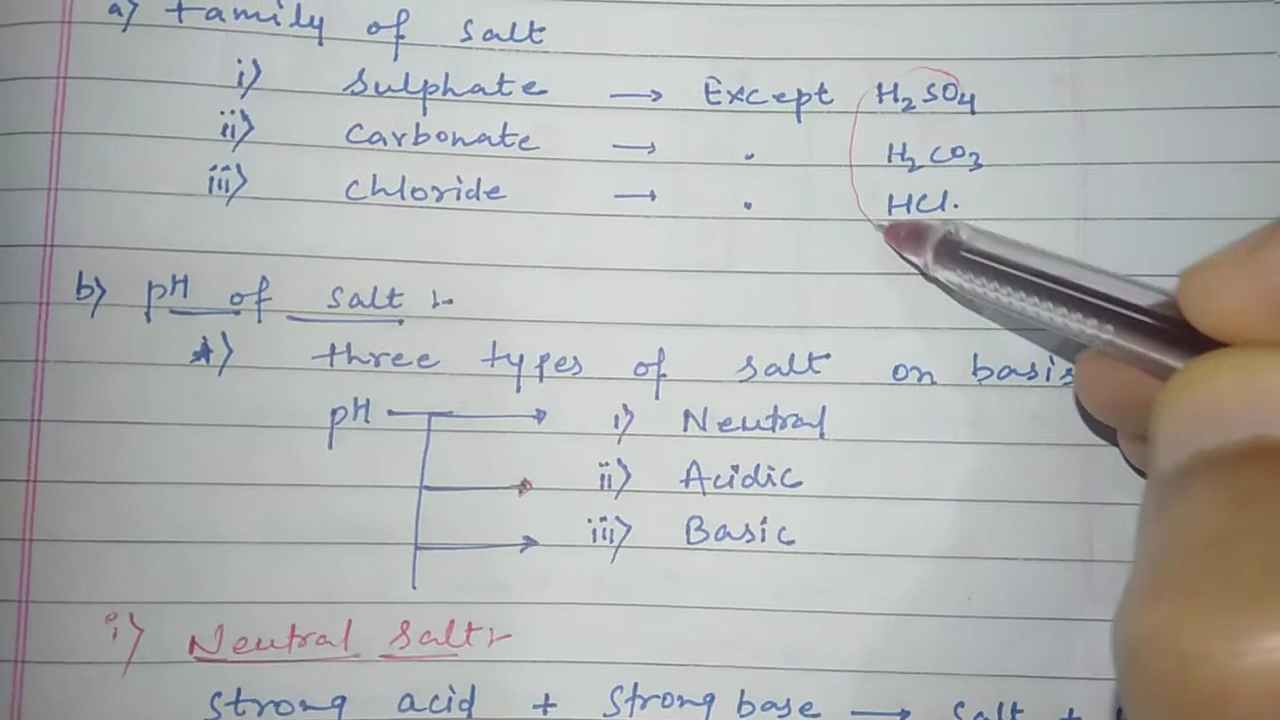 a) Family of salt
i) Sulphate → Except H₂SO₄
ii) Carbonate → . H₂CO₃
iii) Chloride → . HCl.
b) pH of salt :-
*) three types of salt on basis
pH → i) Neutral
→ ii) Acidic
→ iii) Basic
i) Neutral salt:-
strong acid + strong base → salt +